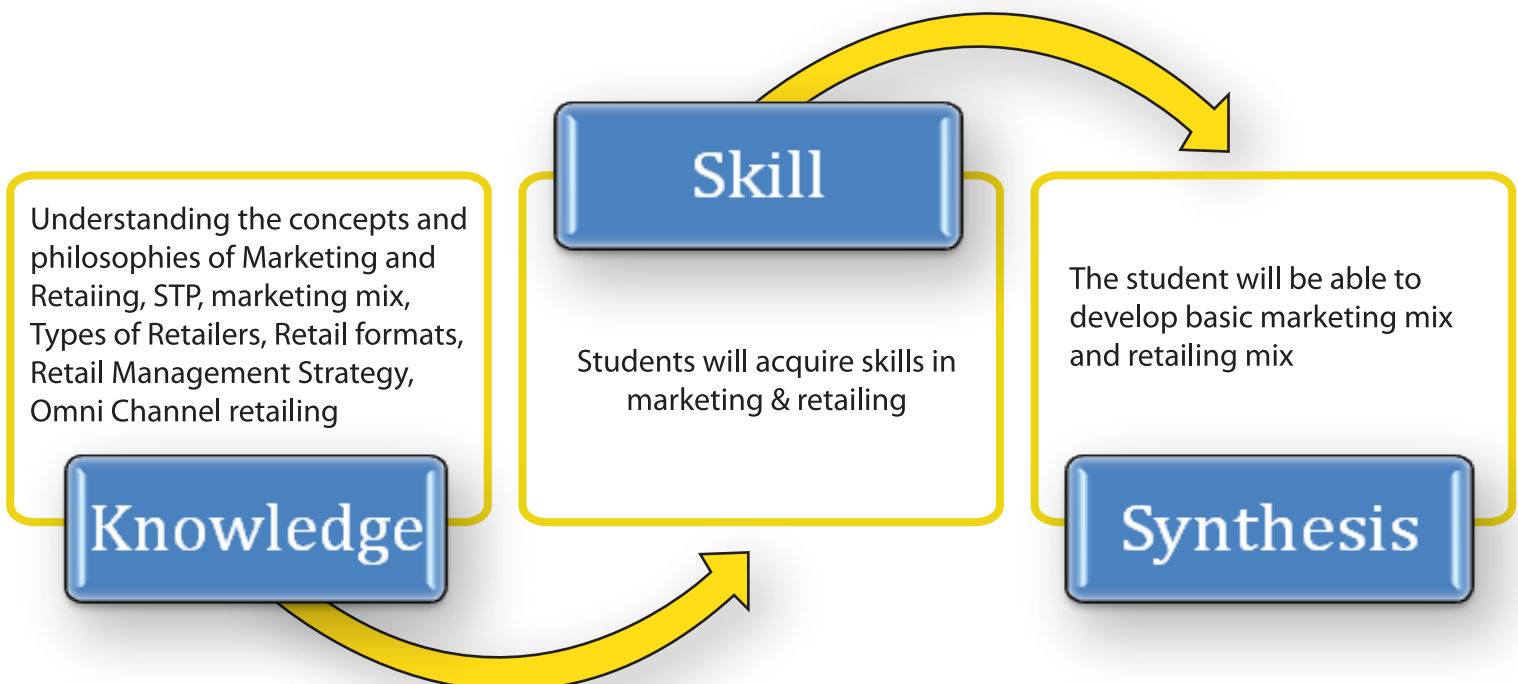 Understanding the concepts and
philosophies of Marketing and
Retaiing, STP, marketing mix,
Types of Retailers, Retail formats,
Retail Management Strategy,
Omni Channel retailing
Knowledge
Skill
Students will acquire skills in
marketing & retailing
The student will be able to
develop basic marketing mix
and retailing mix
Synthesis